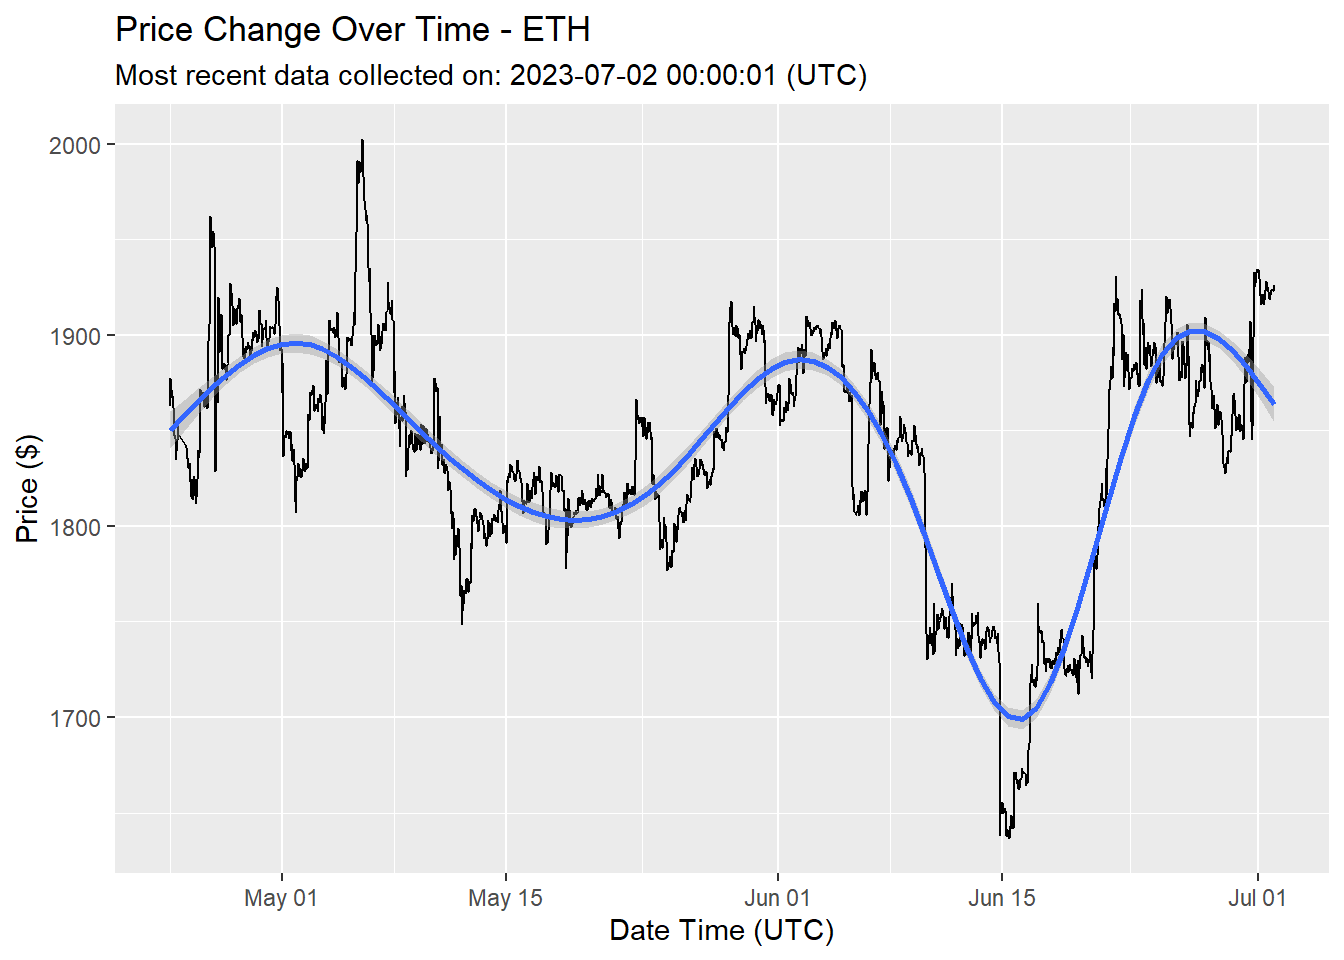 Price Change Over Time - ETH
Most recent data collected on: 2023-07-02 00:00:01 (UTC)
Price ($)
2000
1900
1800
1700
May 01
May 15
Jun 01
Jun 15
Jul 01
Date Time (UTC)